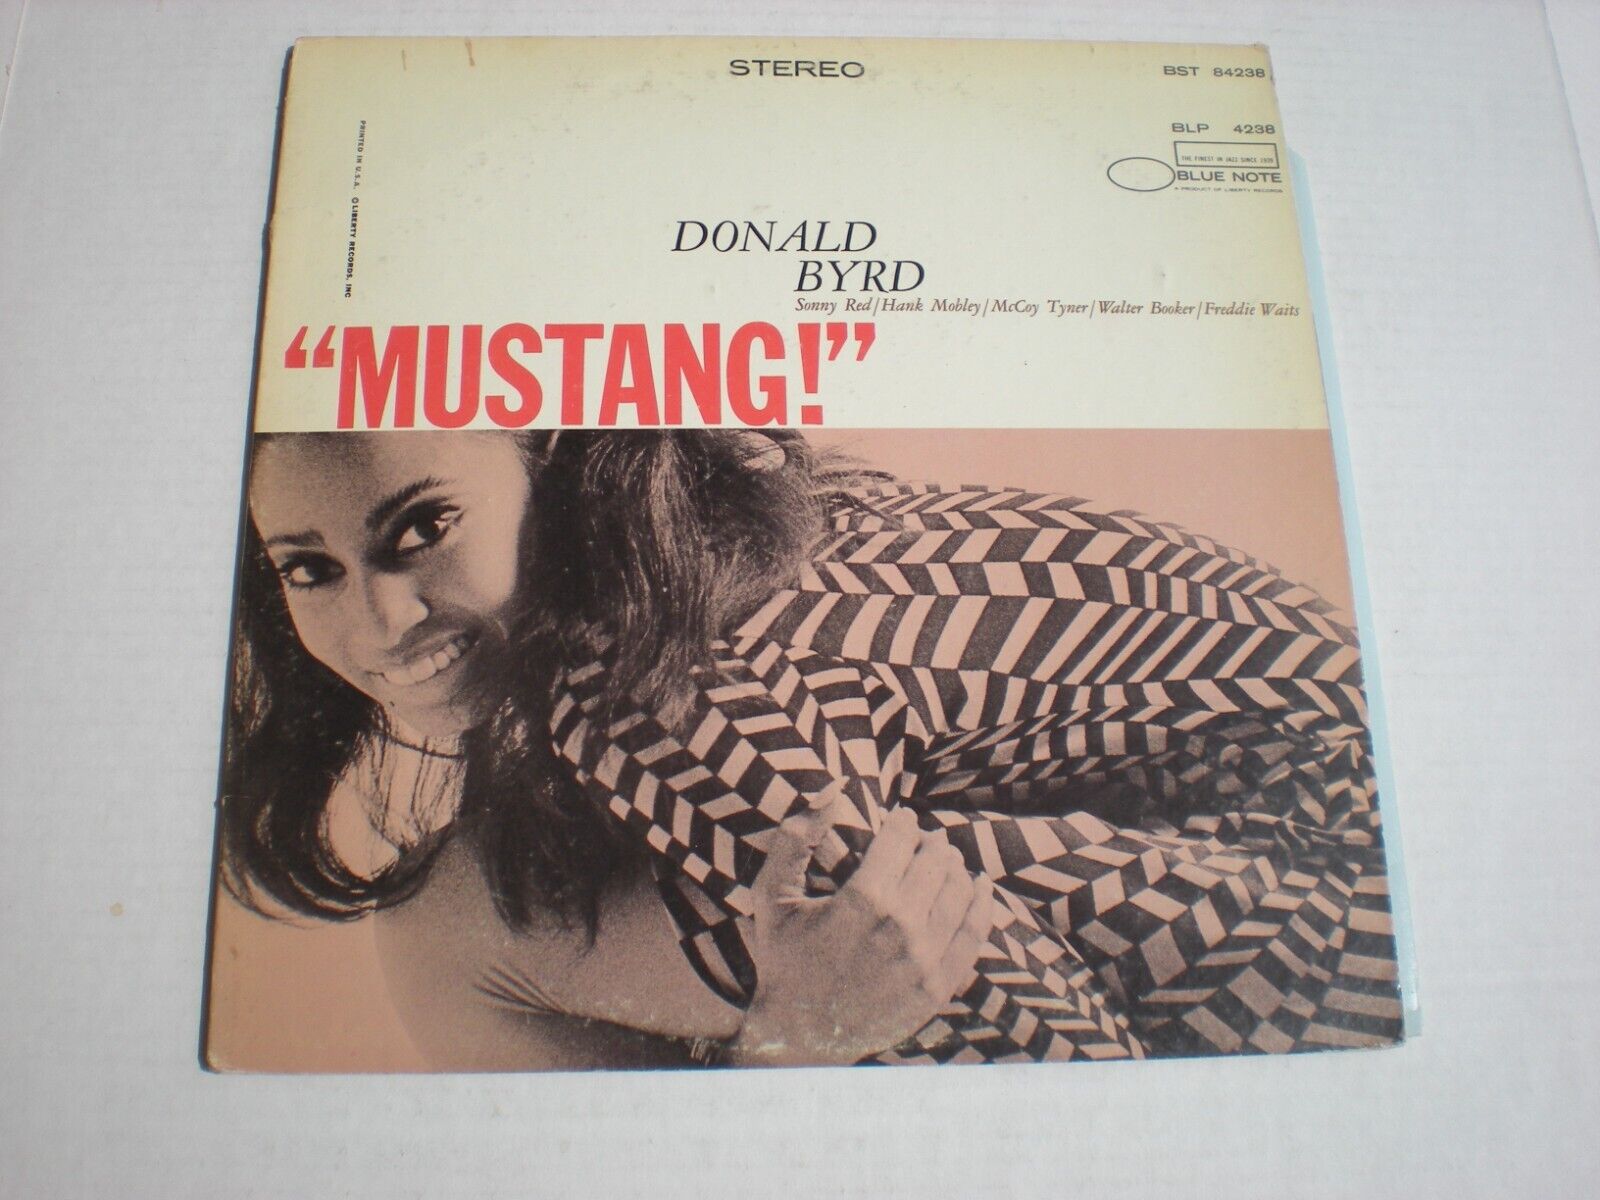 STEREO
BST 84238
BLP 4238
THE FINEST IN JAZZ SINCE 1939
BLUE NOTE
A PRODUCT OF LIBERTY RECORDS
PRINTED IN U.S.A. © LIBERTY RECORDS, INC
DONALD
BYRD
Sonny Red/Hank Mobley/McCoy Tyner/Walter Booker/Freddie Waits
“MUSTANG!”